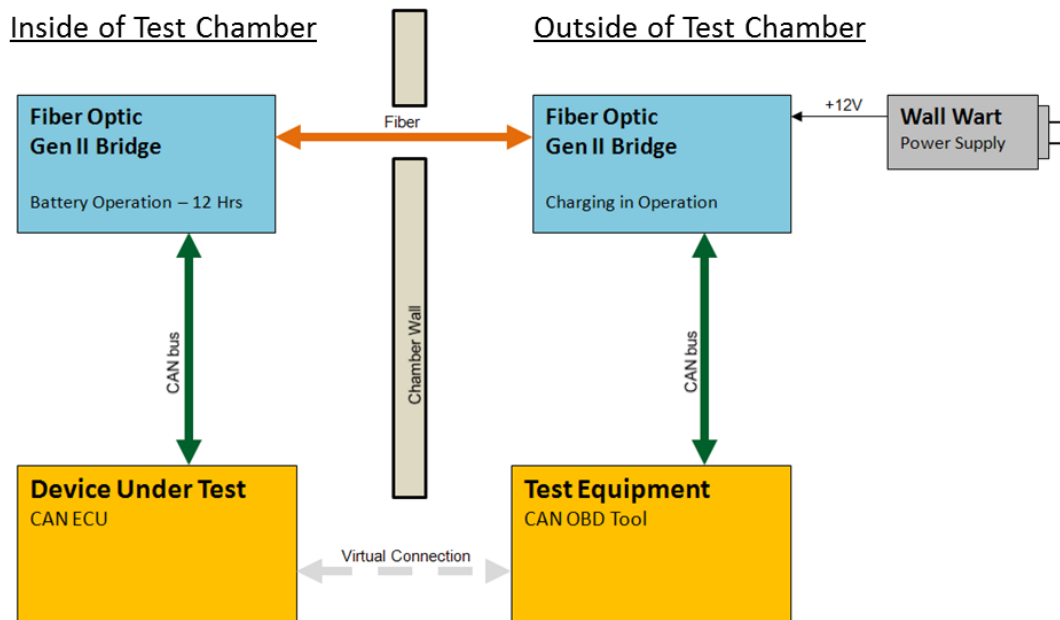 Inside of Test Chamber
Outside of Test Chamber
Fiber Optic
Gen II Bridge
Battery Operation – 12 Hrs
Fiber
Fiber Optic
Gen II Bridge
Charging in Operation
+12V
Wall Wart
Power Supply
CAN bus
Chamber Wall
CAN bus
Device Under Test
CAN ECU
Virtual Connection
Test Equipment
CAN OBD Tool